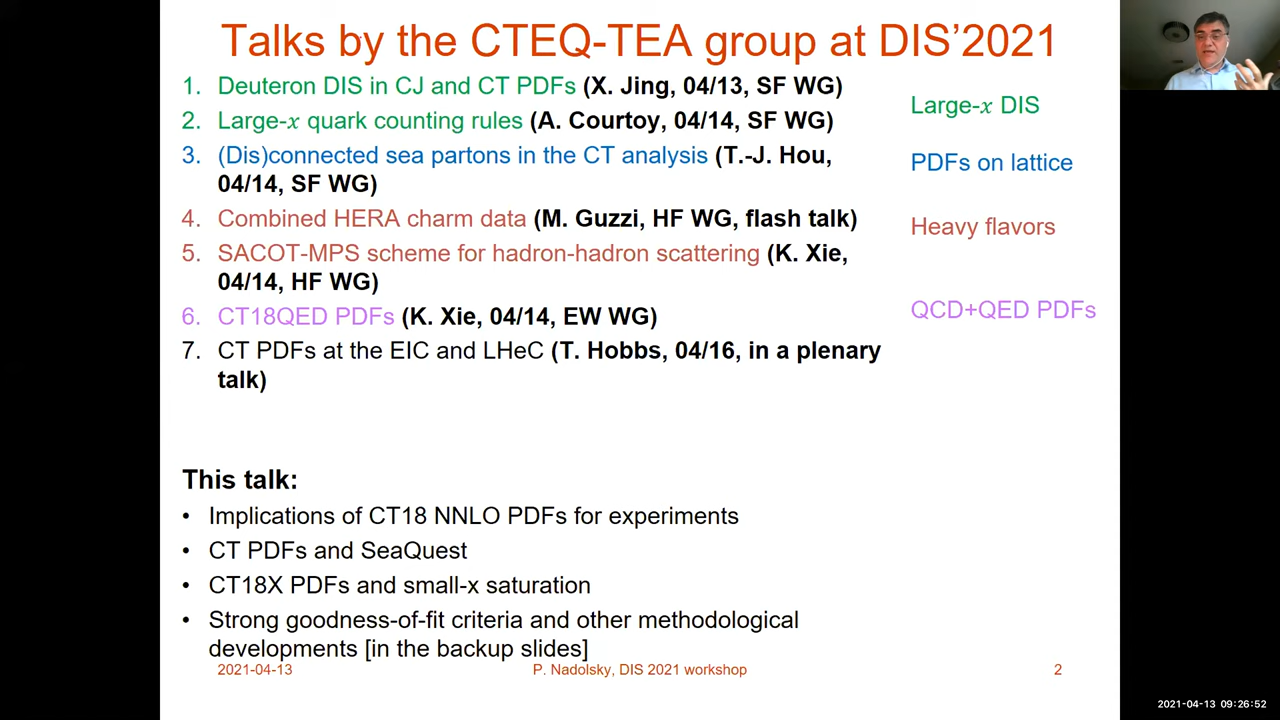 Talks by the CTEQ-TEA group at DIS’2021
1. Deuteron DIS in CJ and CT PDFs (X. Jing, 04/13, SF WG)
2. Large-x quark counting rules (A. Courtoy, 04/14, SF WG)
3. (Dis)connected sea partons in the CT analysis (T.-J. Hou,
04/14, SF WG)
4. Combined HERA charm data (M. Guzzi, HF WG, flash talk)
5. SACOT-MPS scheme for hadron-hadron scattering (K. Xie,
04/14, HF WG)
6. CT18QED PDFs (K. Xie, 04/14, EW WG)
7. CT PDFs at the EIC and LHeC (T. Hobbs, 04/16, in a plenary
talk)
Large-x DIS
PDFs on lattice
Heavy flavors
QCD+QED PDFs
This talk:
• Implications of CT18 NNLO PDFs for experiments
• CT PDFs and SeaQuest
• CT18X PDFs and small-x saturation
• Strong goodness-of-fit criteria and other methodological
developments [in the backup slides]
2021-04-13
P. Nadolsky, DIS 2021 workshop
2
2021-04-13 09:26:52